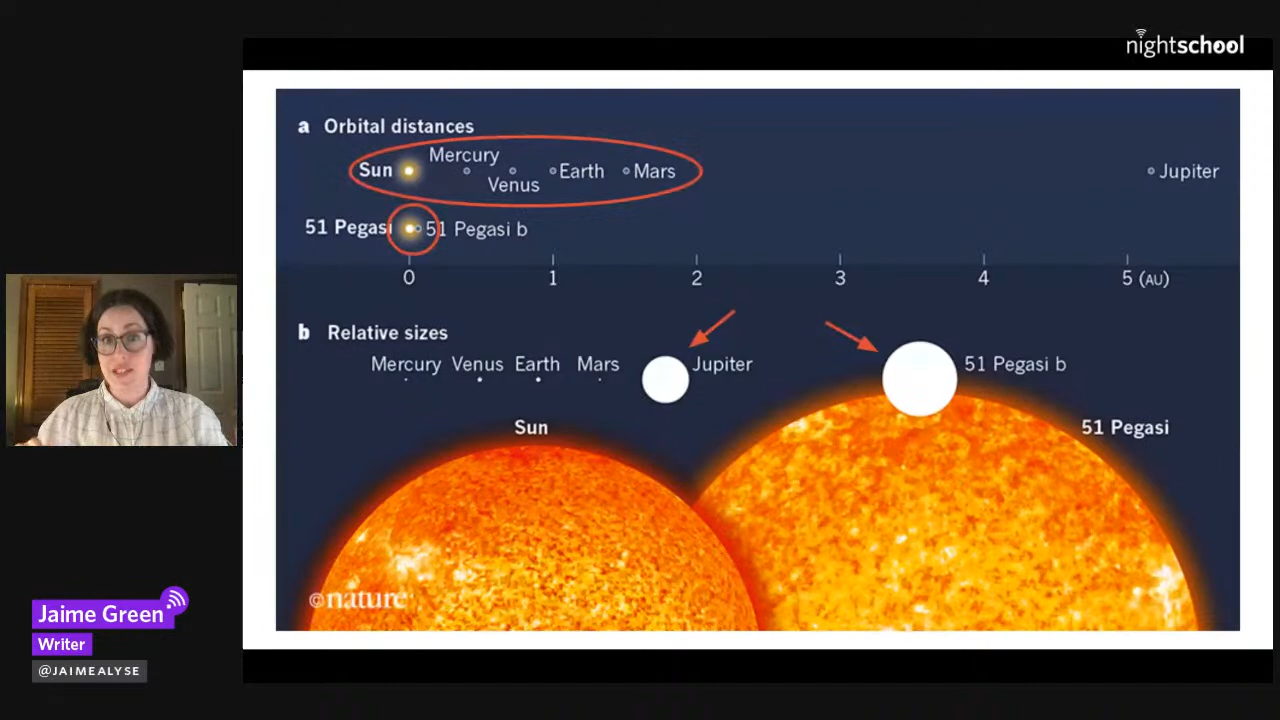 nightschool
a Orbital distances
Mercury
Sun Earth Mars Jupiter
Venus
51 Pegasi 51 Pegasi b
0 1 2 3 4 5 (AU)
b Relative sizes
Mercury Venus Earth Mars Jupiter 51 Pegasi b
Sun 51 Pegasi
©nature
Jaime Green
Writer
@JAIMEALYSE